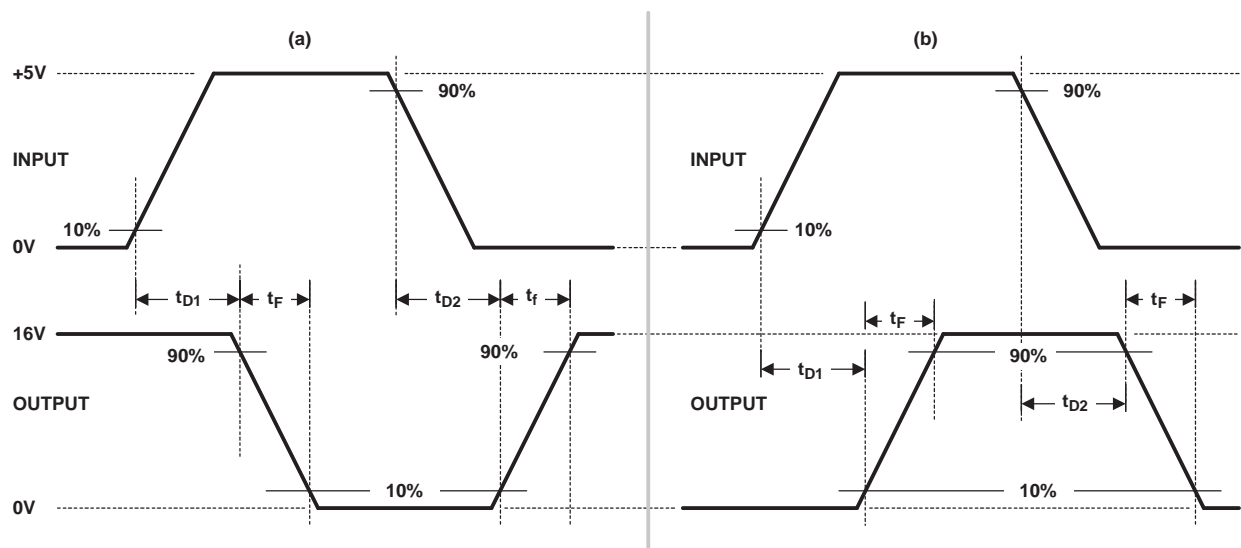 (a)
+5V
90%
INPUT
10%
0V
tD1
tF
tD2
tf
16V
90%
90%
OUTPUT
10%
0V
(b)
90%
INPUT
10%
tF
tF
90%
tD1
OUTPUT
tD2
10%